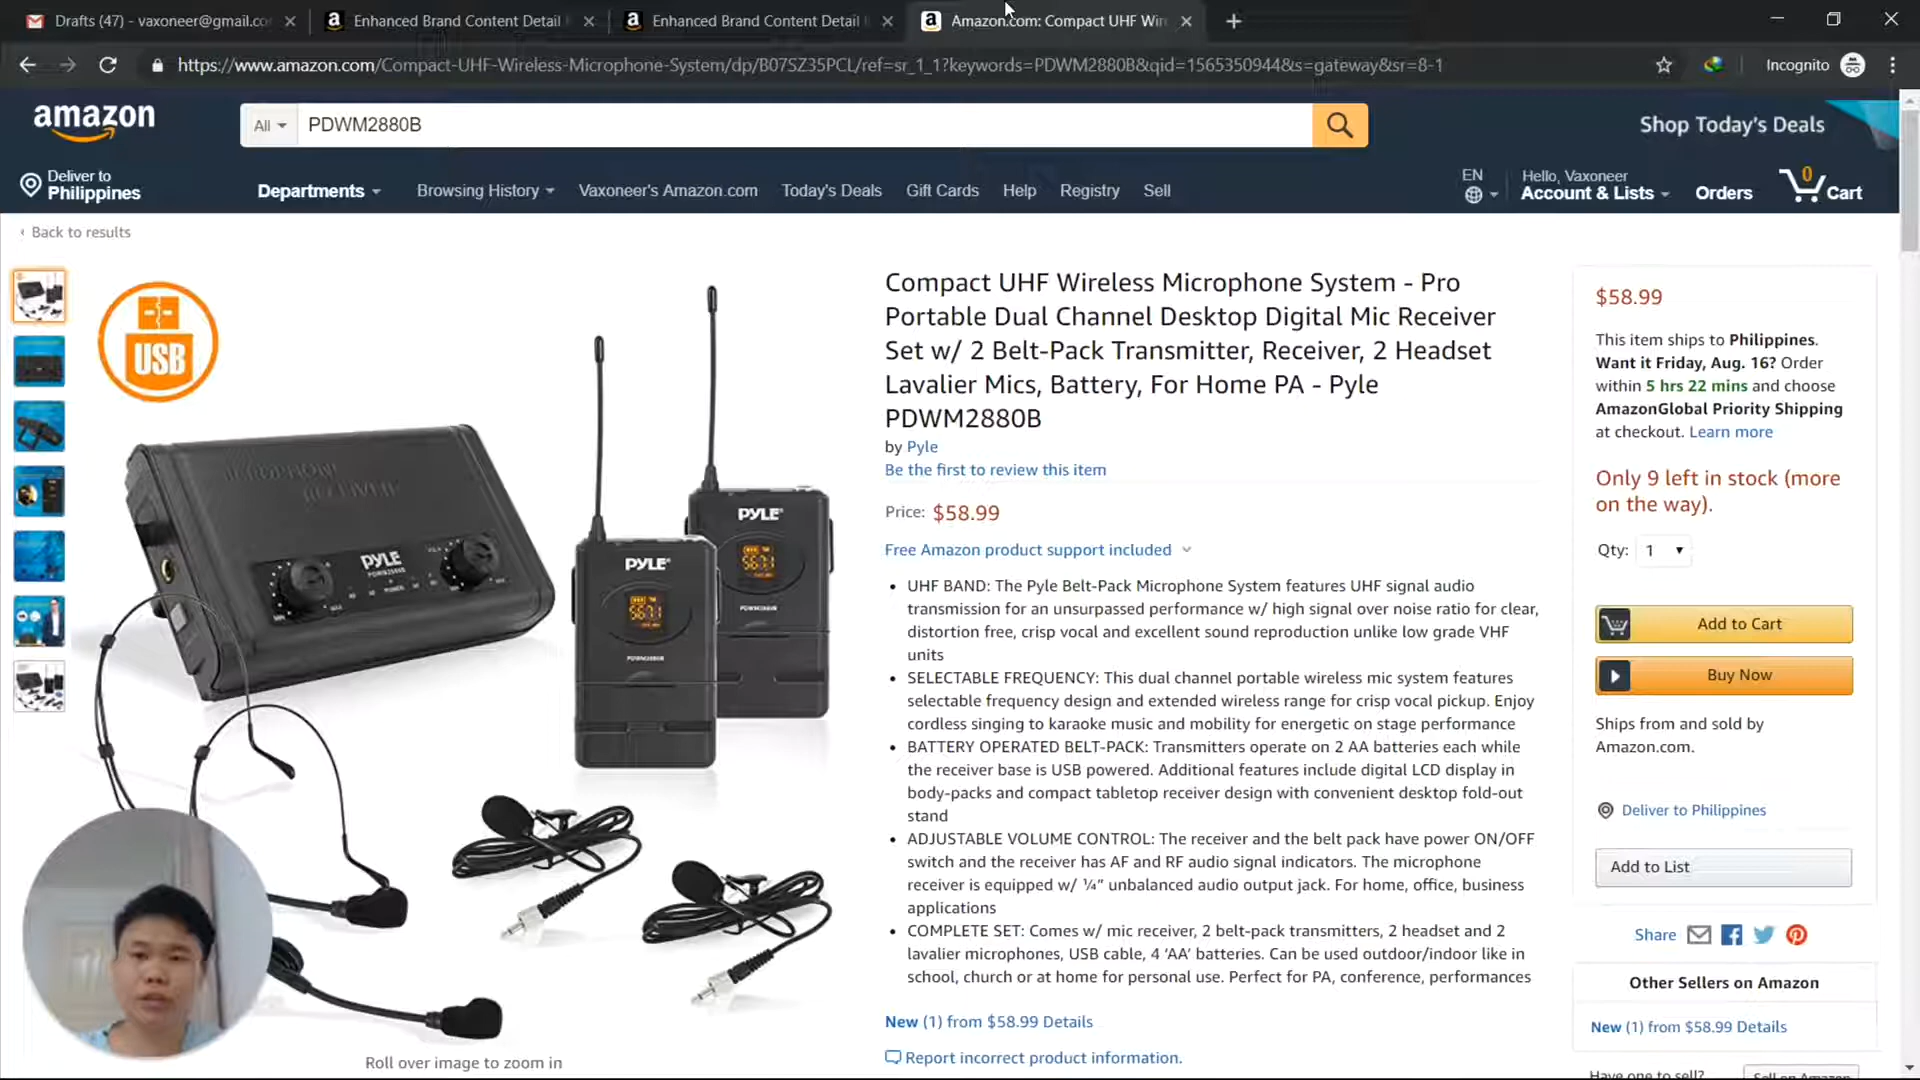 Drafts (47) - vaxoneer@gmail.co
Enhanced Brand Content Detail
Enhanced Brand Content Detail
Amazon.com: Compact UHF Wir
https://www.amazon.com/Compact-UHF-Wireless-Microphone-System/dp/B07SZ35PCL/ref=sr_1_1?keywords=PDWM2880B&qid=1565350944&s=gateway&sr=8-1
Incognito
amazon
All
PDWM2880B
Shop Today's Deals
Deliver to
Philippines
Departments
Browsing History
Vaxoneer's Amazon.com
Today's Deals
Gift Cards
Help
Registry
Sell
EN
Hello, Vaxoneer
Account & Lists
Orders
0
Cart
‹ Back to results
USB
MICROPHONE
RECEIVER
PYLE
PYLE
PYLE
Roll over image to zoom in
Compact UHF Wireless Microphone System - Pro
Portable Dual Channel Desktop Digital Mic Receiver
Set w/ 2 Belt-Pack Transmitter, Receiver, 2 Headset
Lavalier Mics, Battery, For Home PA - Pyle
PDWM2880B
by Pyle
Be the first to review this item
Price: $58.99
Free Amazon product support included
• UHF BAND: The Pyle Belt-Pack Microphone System features UHF signal audio
transmission for an unsurpassed performance w/ high signal over noise ratio for clear,
distortion free, crisp vocal and excellent sound reproduction unlike low grade VHF
units
• SELECTABLE FREQUENCY: This dual channel portable wireless mic system features
selectable frequency design and extended wireless range for crisp vocal pickup. Enjoy
cordless singing to karaoke music and mobility for energetic on stage performance
• BATTERY OPERATED BELT-PACK: Transmitters operate on 2 AA batteries each while
the receiver base is USB powered. Additional features include digital LCD display in
body-packs and compact tabletop receiver design with convenient desktop fold-out
stand
• ADJUSTABLE VOLUME CONTROL: The receiver and the belt pack have power ON/OFF
switch and the receiver has AF and RF audio signal indicators. The microphone
receiver is equipped w/ ¼” unbalanced audio output jack. For home, office, business
applications
• COMPLETE SET: Comes w/ mic receiver, 2 belt-pack transmitters, 2 headset and 2
lavalier microphones, USB cable, 4 ‘AA’ batteries. Can be used outdoor/indoor like in
school, church or at home for personal use. Perfect for PA, conference, performances
New (1) from $58.99 Details
Report incorrect product information.
$58.99
This item ships to Philippines.
Want it Friday, Aug. 16? Order
within 5 hrs 22 mins and choose
AmazonGlobal Priority Shipping
at checkout. Learn more
Only 9 left in stock (more
on the way).
Qty: 1
Add to Cart
Buy Now
Ships from and sold by
Amazon.com.
Deliver to Philippines
Add to List
Share
Other Sellers on Amazon
New (1) from $58.99 Details
Have one to sell?
Sell on Amazon